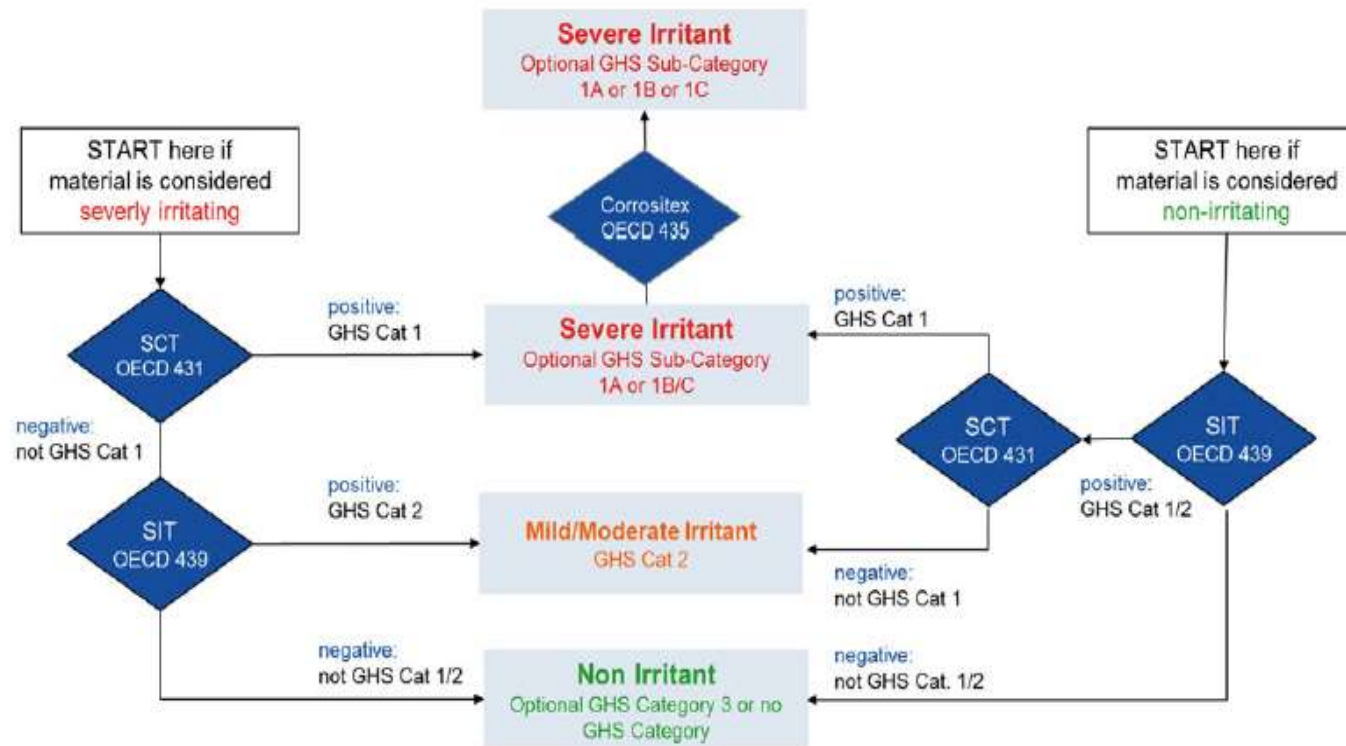 Severe Irritant
Optional GHS Sub-Category
1A or 1B or 1C
START here if
material is considered
severly irritating
Corrositex
OECD 435
START here if
material is considered
non-irritating
SCT
OECD 431
positive:
GHS Cat 1
Severe Irritant
Optional GHS Sub-Category
1A or 1B/C
positive:
GHS Cat 1
negative:
not GHS Cat 1
SCT
OECD 431
SIT
OECD 439
positive:
GHS Cat 1/2
SIT
OECD 439
positive:
GHS Cat 2
Mild/Moderate Irritant
GHS Cat 2
negative:
not GHS Cat 1
negative:
not GHS Cat 1/2
Non Irritant
Optional GHS Category 3 or no
GHS Category
negative:
not GHS Cat. 1/2